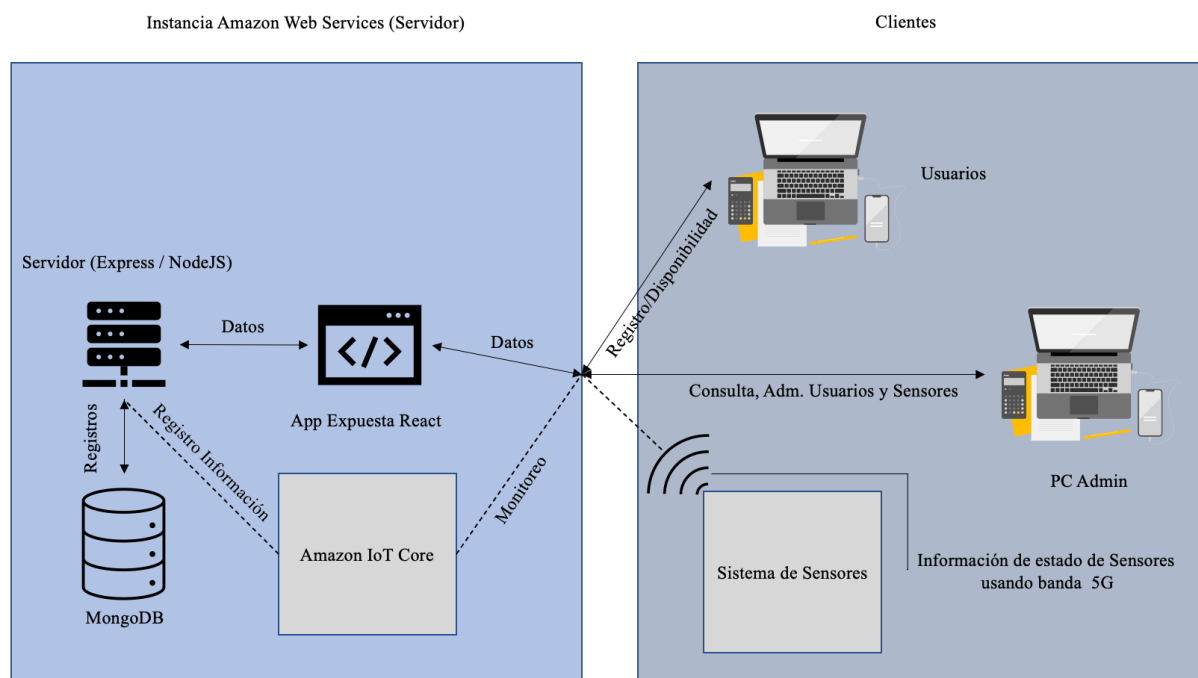 Instancia Amazon Web Services (Servidor)
Clientes
Usuarios
Registro/Disponibilidad
Servidor (Express / NodeJS)
Datos
Datos
Consulta, Adm. Usuarios y Sensores
App Expuesta React
Registros
Registro Información
Monitoreo
PC Admin
Amazon IoT Core
Sistema de Sensores
Información de estado de Sensores
usando banda 5G
MongoDB